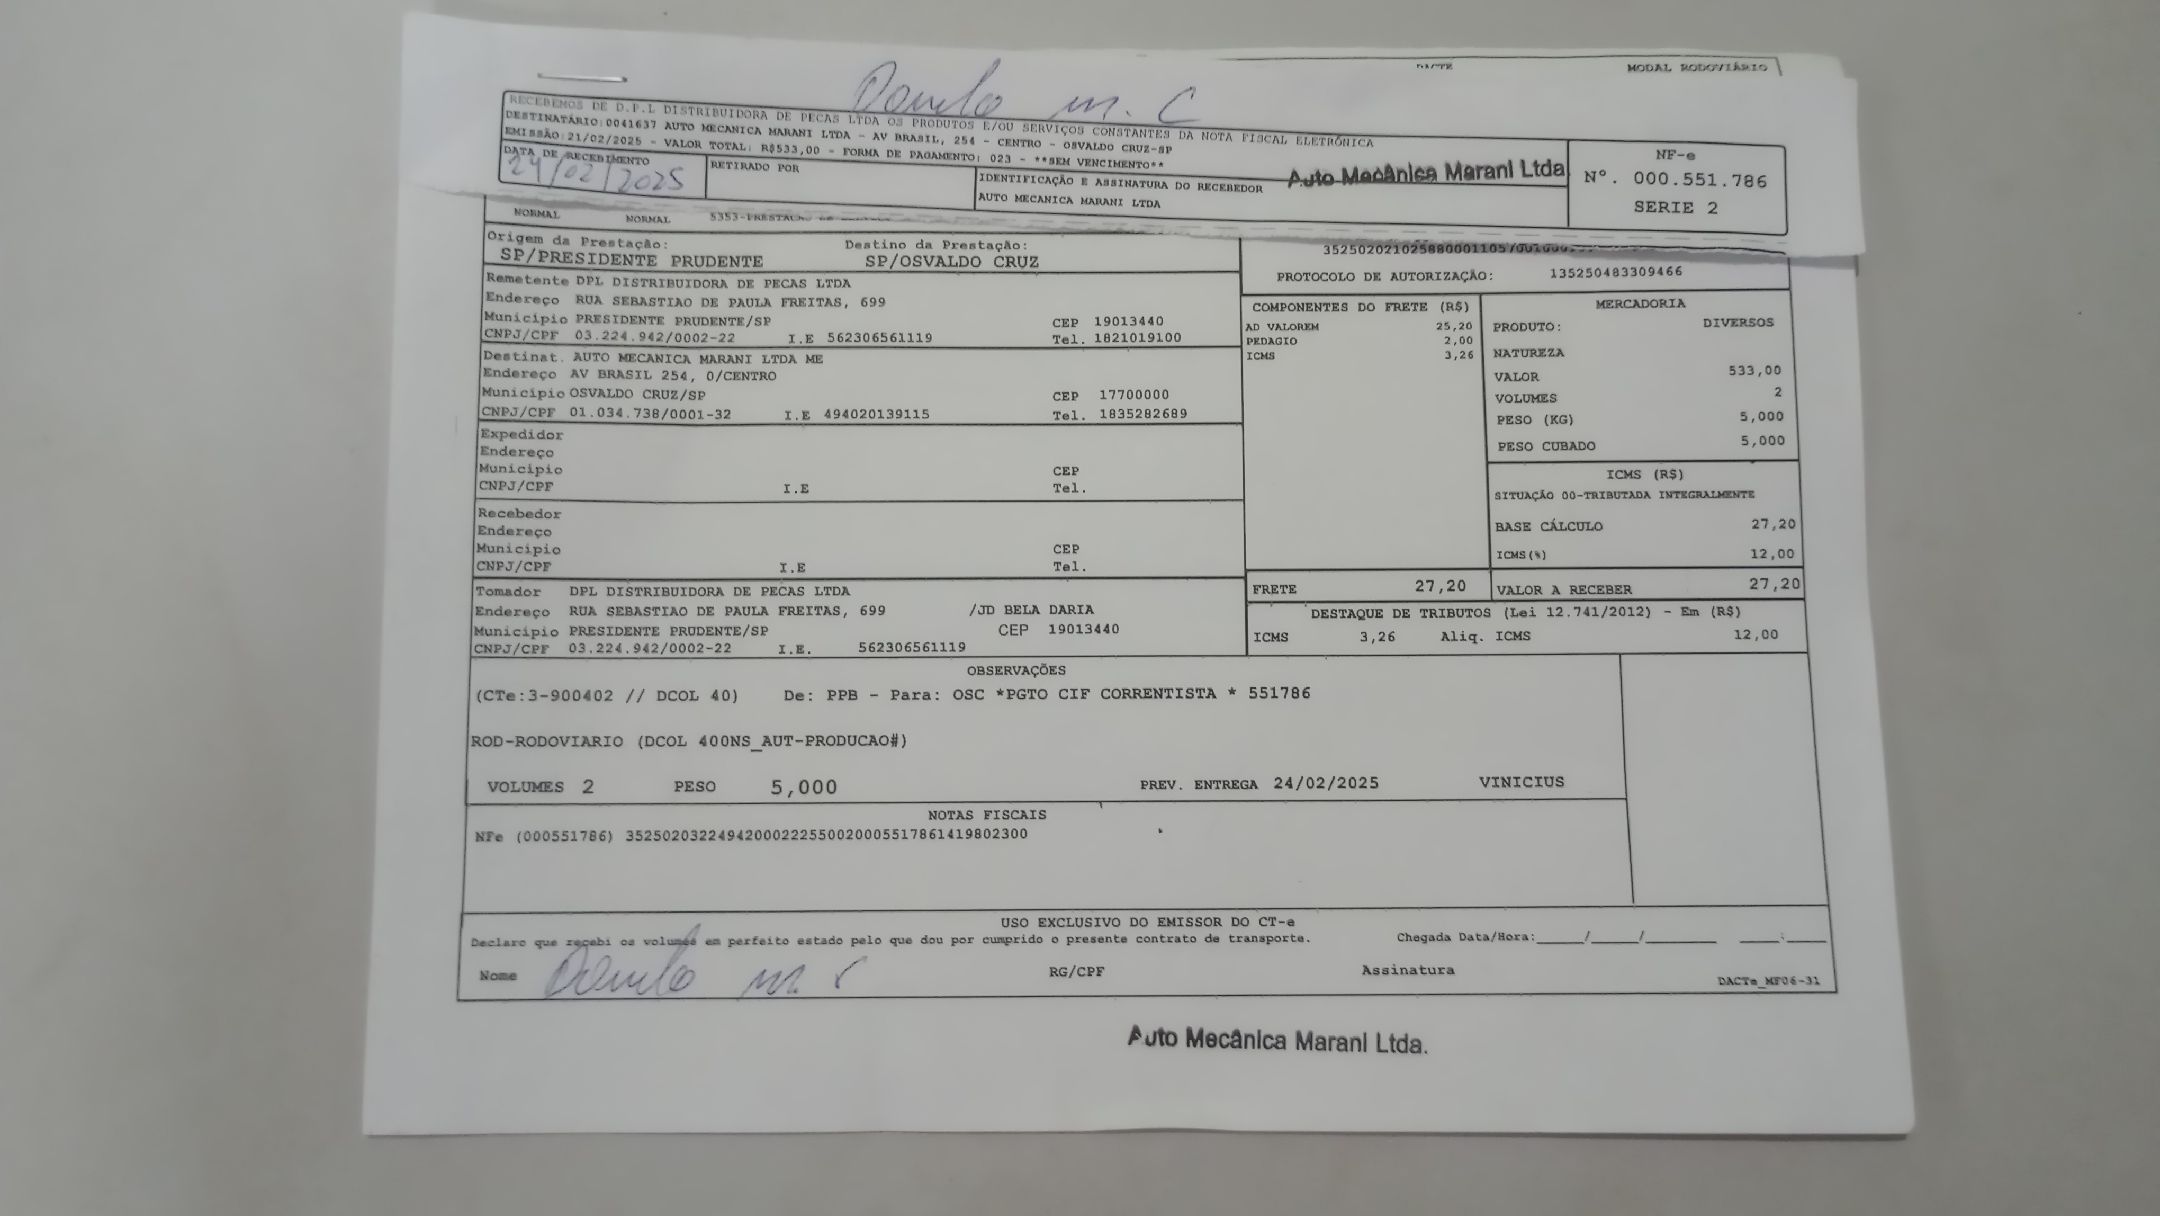 DACTE MODAL RODOVIÁRIO
Danilo m. C
RECEBEMOS DE D.P.L DISTRIBUIDORA DE PECAS LTDA OS PRODUTOS E/OU SERVIÇOS CONSTANTES DA NOTA FISCAL ELETRÔNICA
DESTINATÁRIO:0041637 AUTO MECANICA MARANI LTDA - AV BRASIL, 254 - CENTRO - OSVALDO CRUZ-SP
EMISSÃO:21/02/2025 - VALOR TOTAL: R$533,00 - FORMA DE PAGAMENTO: 023 - **SEM VENCIMENTO**
DATA DE RECEBIMENTO
24/02/2025
RETIRADO POR
IDENTIFICAÇÃO E ASSINATURA DO RECEBEDOR
AUTO MECANICA MARANI LTDA
Auto Mecânica Marani Ltda
NF-e
Nº. 000.551.786
SERIE 2
NORMAL NORMAL
Origem da Prestação: Destino da Prestação:
SP/PRESIDENTE PRUDENTE SP/OSVALDO CRUZ
PROTOCOLO DE AUTORIZAÇÃO: 135250483309466
Remetente DPL DISTRIBUIDORA DE PECAS LTDA
Endereço RUA SEBASTIAO DE PAULA FREITAS, 699
Município PRESIDENTE PRUDENTE/SP CEP 19013440
CNPJ/CPF 03.224.942/0002-22 I.E 562306561119 Tel. 1821019100
Destinat. AUTO MECANICA MARANI LTDA ME
Endereço AV BRASIL 254, 0/CENTRO
Município OSVALDO CRUZ/SP CEP 17700000
CNPJ/CPF 01.034.738/0001-32 I.E 494020139115 Tel. 1835282689
Expedidor
Endereço
Município CEP
CNPJ/CPF I.E Tel.
Recebedor
Endereço
Município CEP
CNPJ/CPF I.E Tel.
Tomador DPL DISTRIBUIDORA DE PECAS LTDA
Endereço RUA SEBASTIAO DE PAULA FREITAS, 699 /JD BELA DARIA
Município PRESIDENTE PRUDENTE/SP CEP 19013440
CNPJ/CPF 03.224.942/0002-22 I.E. 562306561119
COMPONENTES DO FRETE (R$)
AD VALOREM 25,20
PEDAGIO 2,00
ICMS 3,26
MERCADORIA
PRODUTO: DIVERSOS
NATUREZA
VALOR 533,00
VOLUMES 2
PESO (KG) 5,000
PESO CUBADO 5,000
ICMS (R$)
SITUAÇÃO 00-TRIBUTADA INTEGRALMENTE
BASE CÁLCULO 27,20
ICMS(%) 12,00
FRETE 27,20 VALOR A RECEBER 27,20
DESTAQUE DE TRIBUTOS (Lei 12.741/2012) - Em (R$)
ICMS 3,26 Aliq. ICMS 12,00
OBSERVAÇÕES
(CTe:3-900402 // DCOL 40) De: PPB - Para: OSC *PGTO CIF CORRENTISTA * 551786
ROD-RODOVIARIO (DCOL 400NS_AUT-PRODUCAO#)
VOLUMES 2 PESO 5,000 PREV. ENTREGA 24/02/2025 VINICIUS
NOTAS FISCAIS
NFe (000551786) 35250203224942000222550020005517861419802300
USO EXCLUSIVO DO EMISSOR DO CT-e
Declaro que recebi os volumes em perfeito estado pelo que dou por cumprido o presente contrato de transporte. Chegada Data/Hora:_____/_____/________ ____:____
Nome Danilo m C RG/CPF Assinatura
DACTe_MF06-31
Auto Mecânica Marani Ltda.